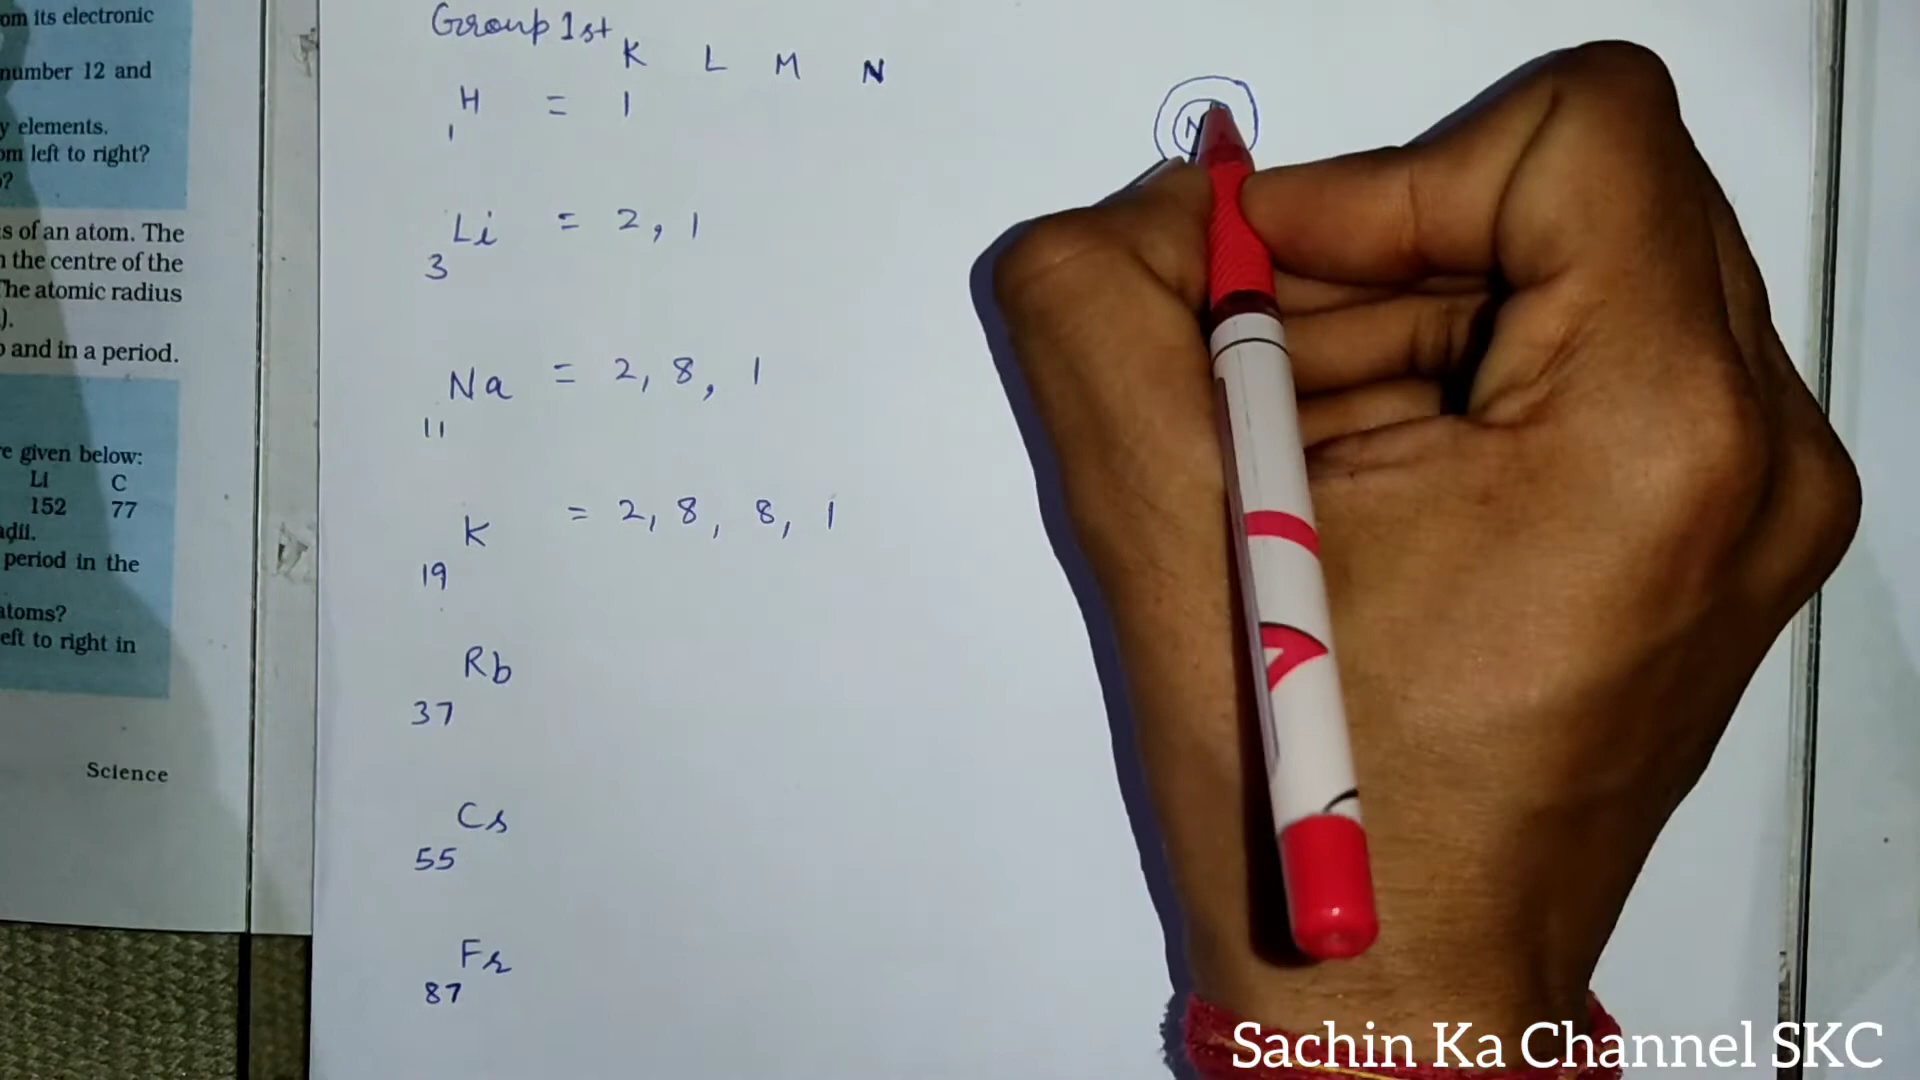 om its electronic
number 12 and
y elements.
om left to right?
?
s of an atom. The
the centre of the
The atomic radius
).
and in a period.
e given below:
Li C
152 77
adii.
period in the
atoms?
eft to right in
Science
Group 1st
K L M N
1 H = 1
3 Li = 2, 1
11 Na = 2, 8, 1
19 K = 2, 8, 8, 1
37 Rb
55 Cs
87 Fr
N
Sachin Ka Channel SKC